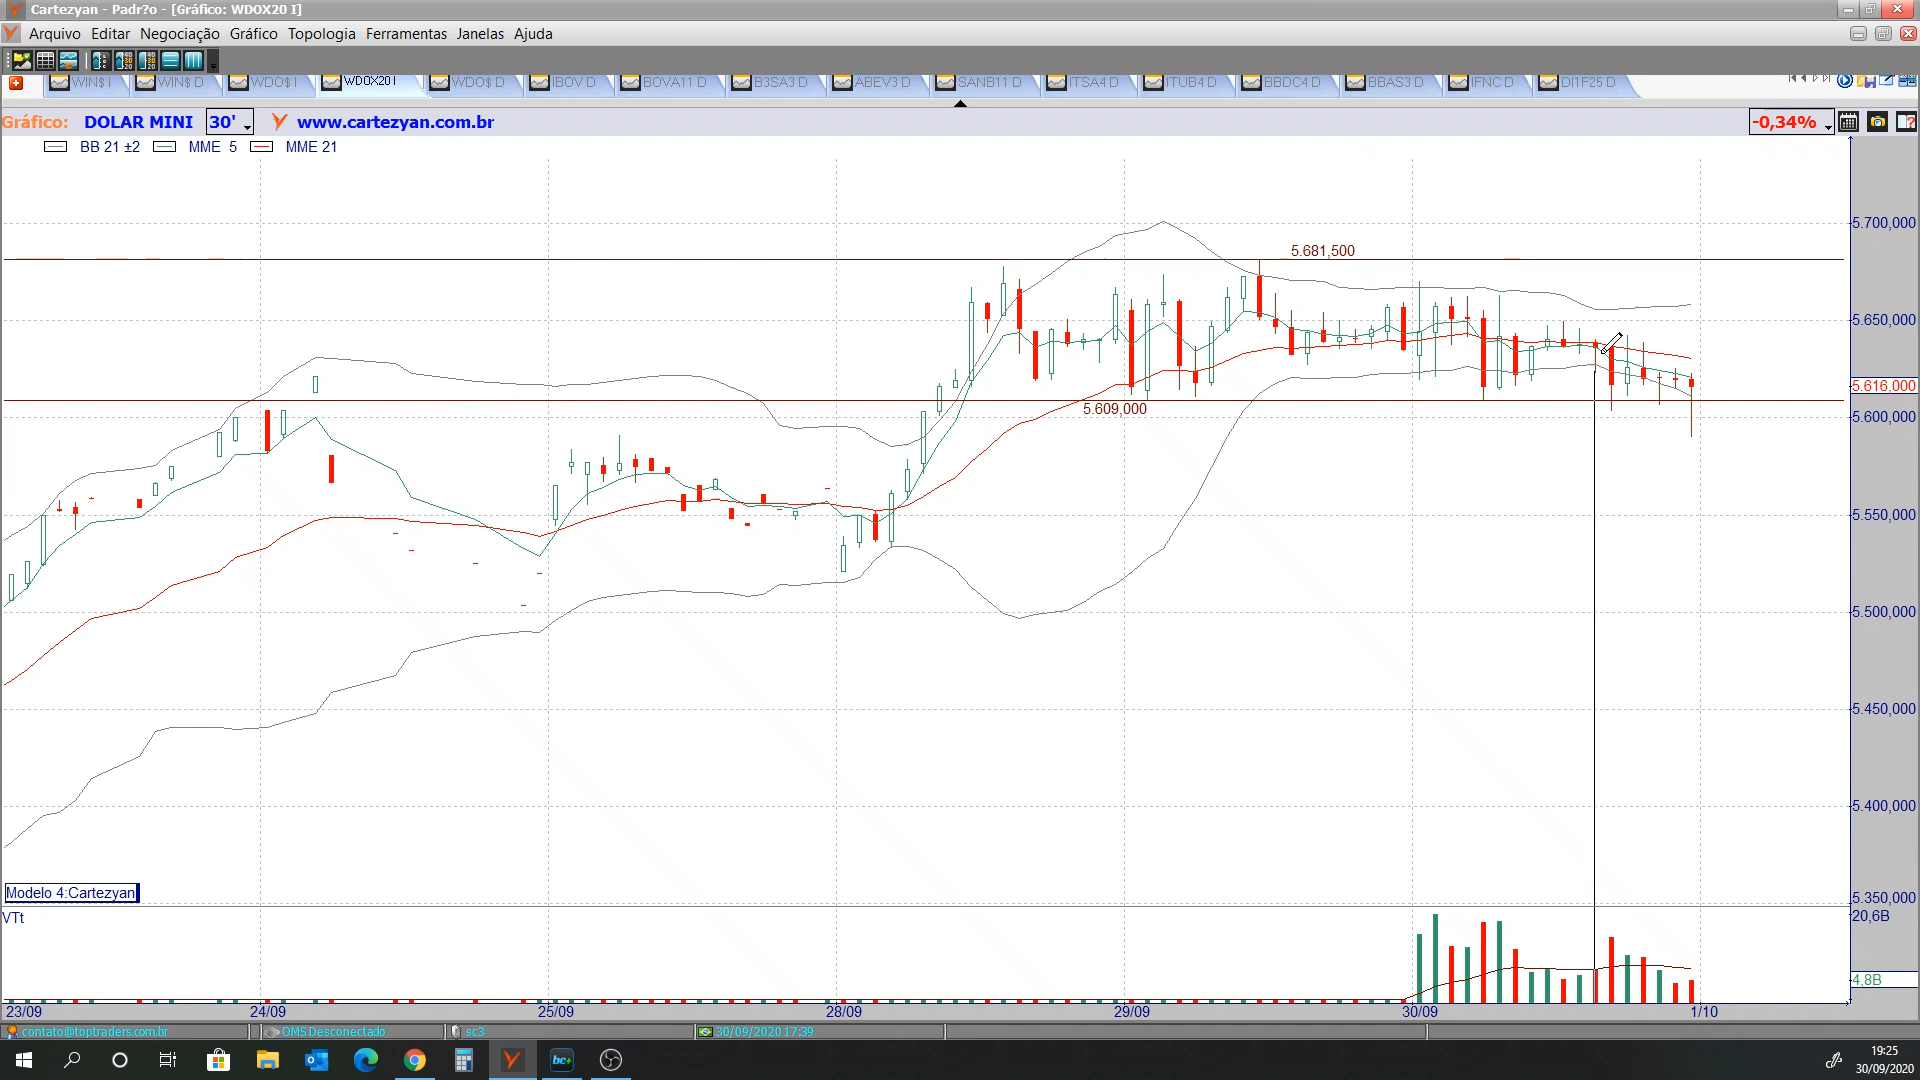 Cartezyan - Padr?o - [Gráfico: WDOX20 I]
Arquivo Editar Negociação Gráfico Topologia Ferramentas Janelas Ajuda
WIN$ I WIN$ D WDO$ I WDOX20 I WDO$ D IBOV D BOVA11 D B3SA3 D ABEV3 D SANB11 D ITSA4 D ITUB4 D BBDC4 D BBAS3 D IFNC D DI1F25 D
Gráfico: DOLAR MINI 30' www.cartezyan.com.br -0,34%
BB 21 ±2 MME 5 MME 21
5.700,000
5.681,500
5.650,000
5.616,000
5.609,000
5.600,000
5.550,000
5.500,000
5.450,000
5.400,000
5.350,000
Modelo 4:Cartezyan
VTt
20,6B
4,8B
23/09 24/09 25/09 28/09 29/09 30/09 1/10
contato@toptraders.com.br OMS Desconectado sc3 30/09/2020 17:39
bc+
19:25
30/09/2020